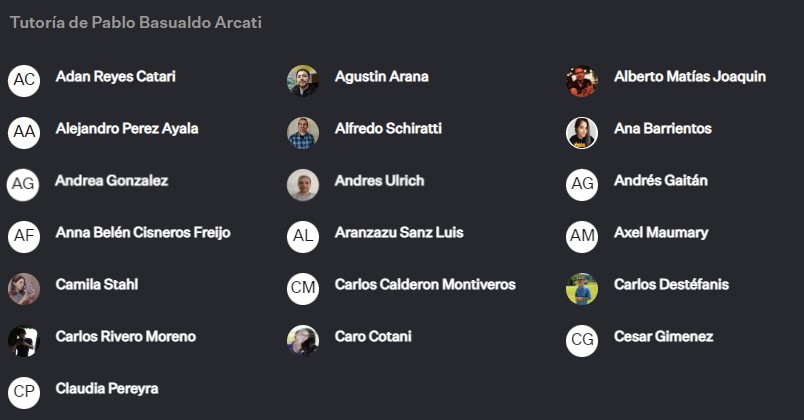 Tutoría de Pablo Basualdo Arcati
AC Adan Reyes Catari
Agustin Arana
Alberto Matías Joaquin
AA Alejandro Perez Ayala
Alfredo Schiratti
Ana Barrientos
AG Andrea Gonzalez
Andres Ulrich
AG Andrés Gaitán
AF Anna Belén Cisneros Freijo
AL Aranzazu Sanz Luis
AM Axel Maumary
Camila Stahl
CM Carlos Calderon Montiveros
Carlos Destéfanis
Carlos Rivero Moreno
Caro Cotani
CG Cesar Gimenez
CP Claudia Pereyra